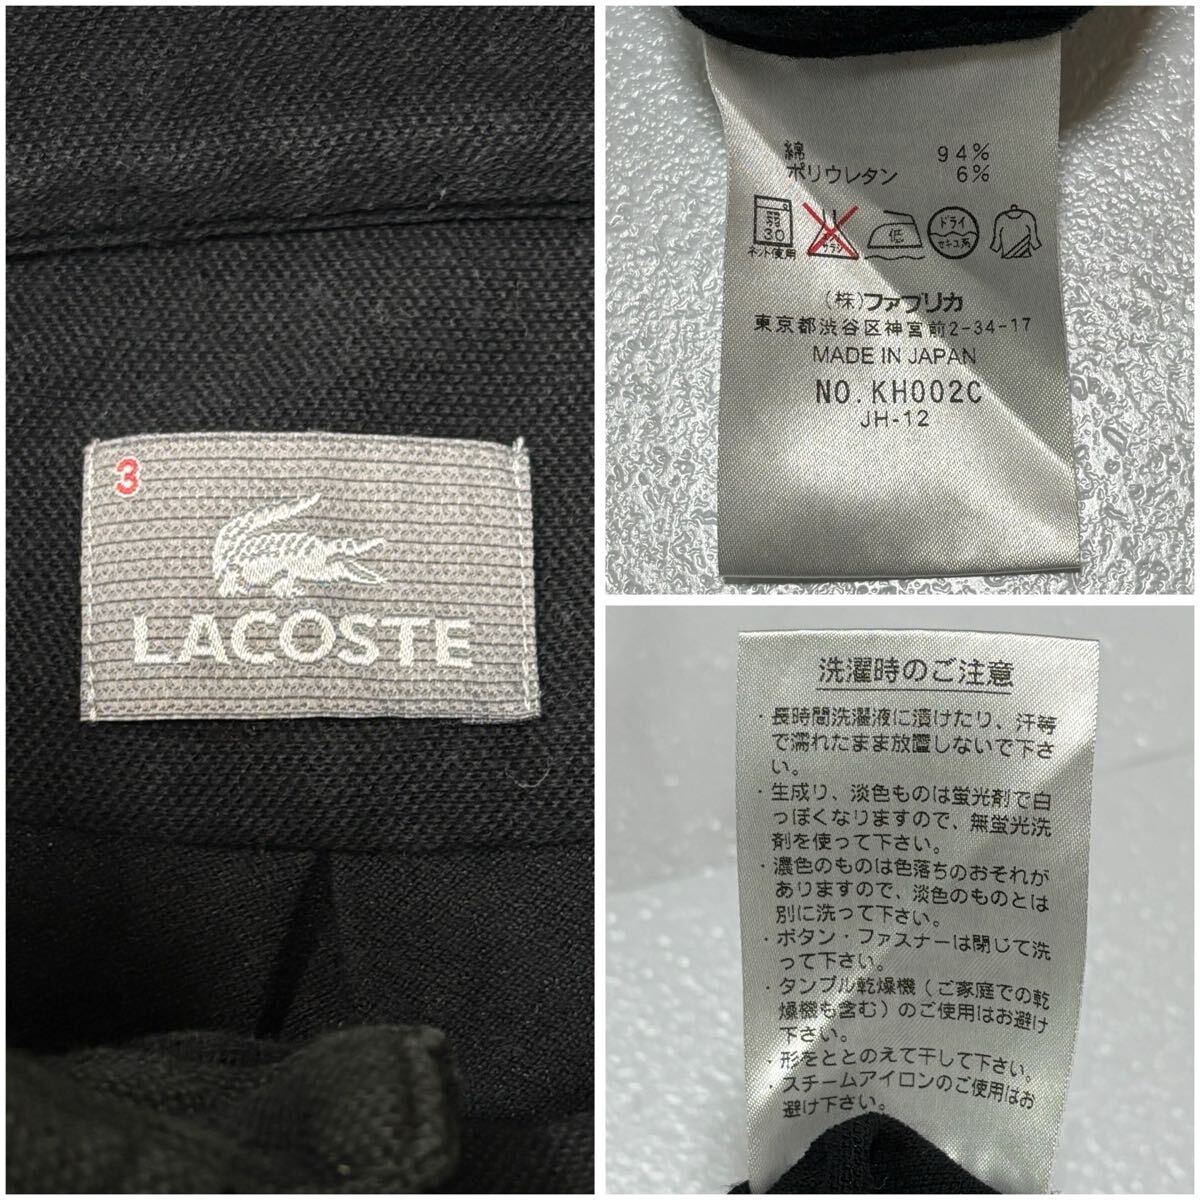 3
LACOSTE
綿 94%
ポリウレタン 6%
弱
30
ネット使用
サラシ
低
ドライ
セキユ系
(株)ファブリカ
東京都渋谷区神宮前2-34-17
MADE IN JAPAN
NO.KH002C
JH-12
洗濯時のご注意
・長時間洗濯液に漬けたり、汗等
で濡れたまま放置しないで下さ
い。
・生成り、淡色ものは蛍光剤で白
っぽくなりますので、無蛍光洗
剤を使って下さい。
・濃色のものは色落ちのおそれが
ありますので、淡色のものとは
別に洗って下さい。
・ボタン・ファスナーは閉じて洗
って下さい。
・タンブル乾燥機(ご家庭での乾
燥機も含む)のご使用はお避け
下さい。
・形をととのえて干して下さい。
・スチームアイロンのご使用はお
避け下さい。